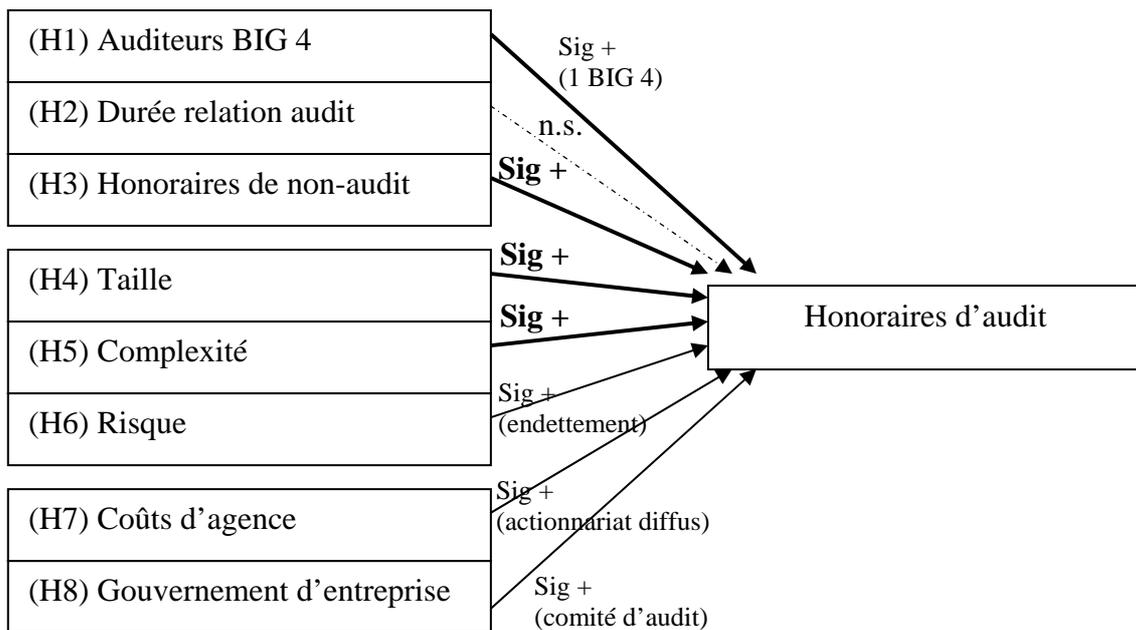 (H1) Auditeurs BIG 4
Sig +
(1 BIG 4)
(H2) Durée relation audit
n.s.
(H3) Honoraires de non-audit
Sig +
(H4) Taille
Sig +
(H5) Complexité
Sig +
Honoraires d’audit
(H6) Risque
Sig +
(endettement)
(H7) Coûts d’agence
Sig +
(actionnariat diffus)
(H8) Gouvernement d’entreprise
Sig +
(comité d’audit)